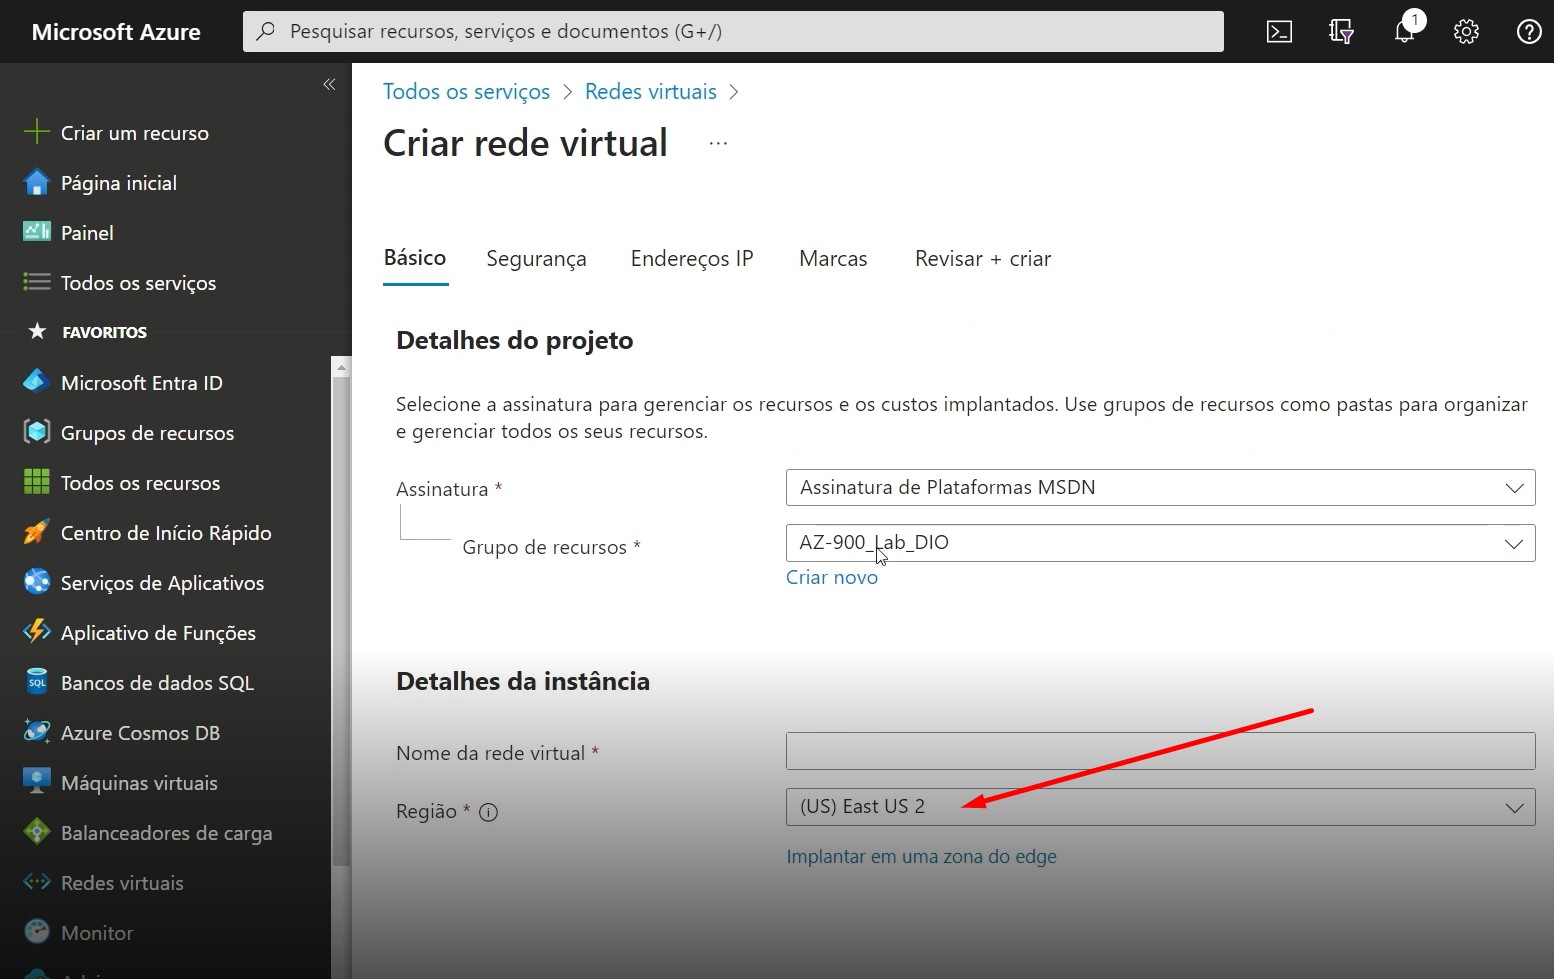 Microsoft Azure
Pesquisar recursos, serviços e documentos (G+/)
1
Criar um recurso
Página inicial
Painel
Todos os serviços
FAVORITOS
Microsoft Entra ID
Grupos de recursos
Todos os recursos
Centro de Início Rápido
Serviços de Aplicativos
Aplicativo de Funções
SQL
Bancos de dados SQL
Azure Cosmos DB
Máquinas virtuais
Balanceadores de carga
Redes virtuais
Monitor
Todos os serviços > Redes virtuais >
Criar rede virtual ...
Básico Segurança Endereços IP Marcas Revisar + criar
Detalhes do projeto
Selecione a assinatura para gerenciar os recursos e os custos implantados. Use grupos de recursos como pastas para organizar
e gerenciar todos os seus recursos.
Assinatura * Assinatura de Plataformas MSDN
Grupo de recursos * AZ-900_Lab_DIO
Criar novo
Detalhes da instância
Nome da rede virtual *
Região * (US) East US 2
Implantar em uma zona do edge